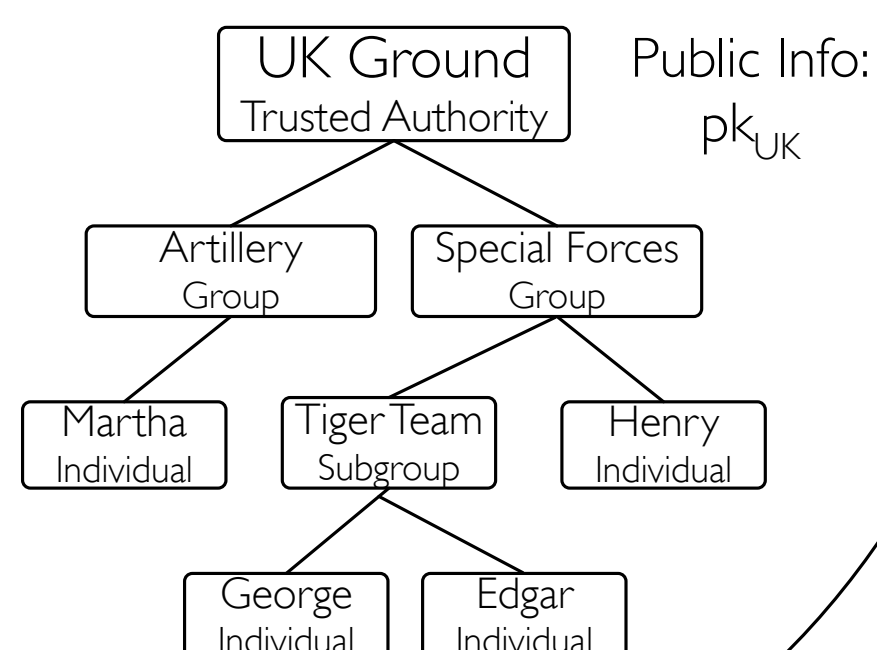 UK Ground
Trusted Authority
Public Info:
pkUK
Artillery
Group
Special Forces
Group
Martha
Individual
Tiger Team
Subgroup
Henry
Individual
George
Individual
Edgar
Individual